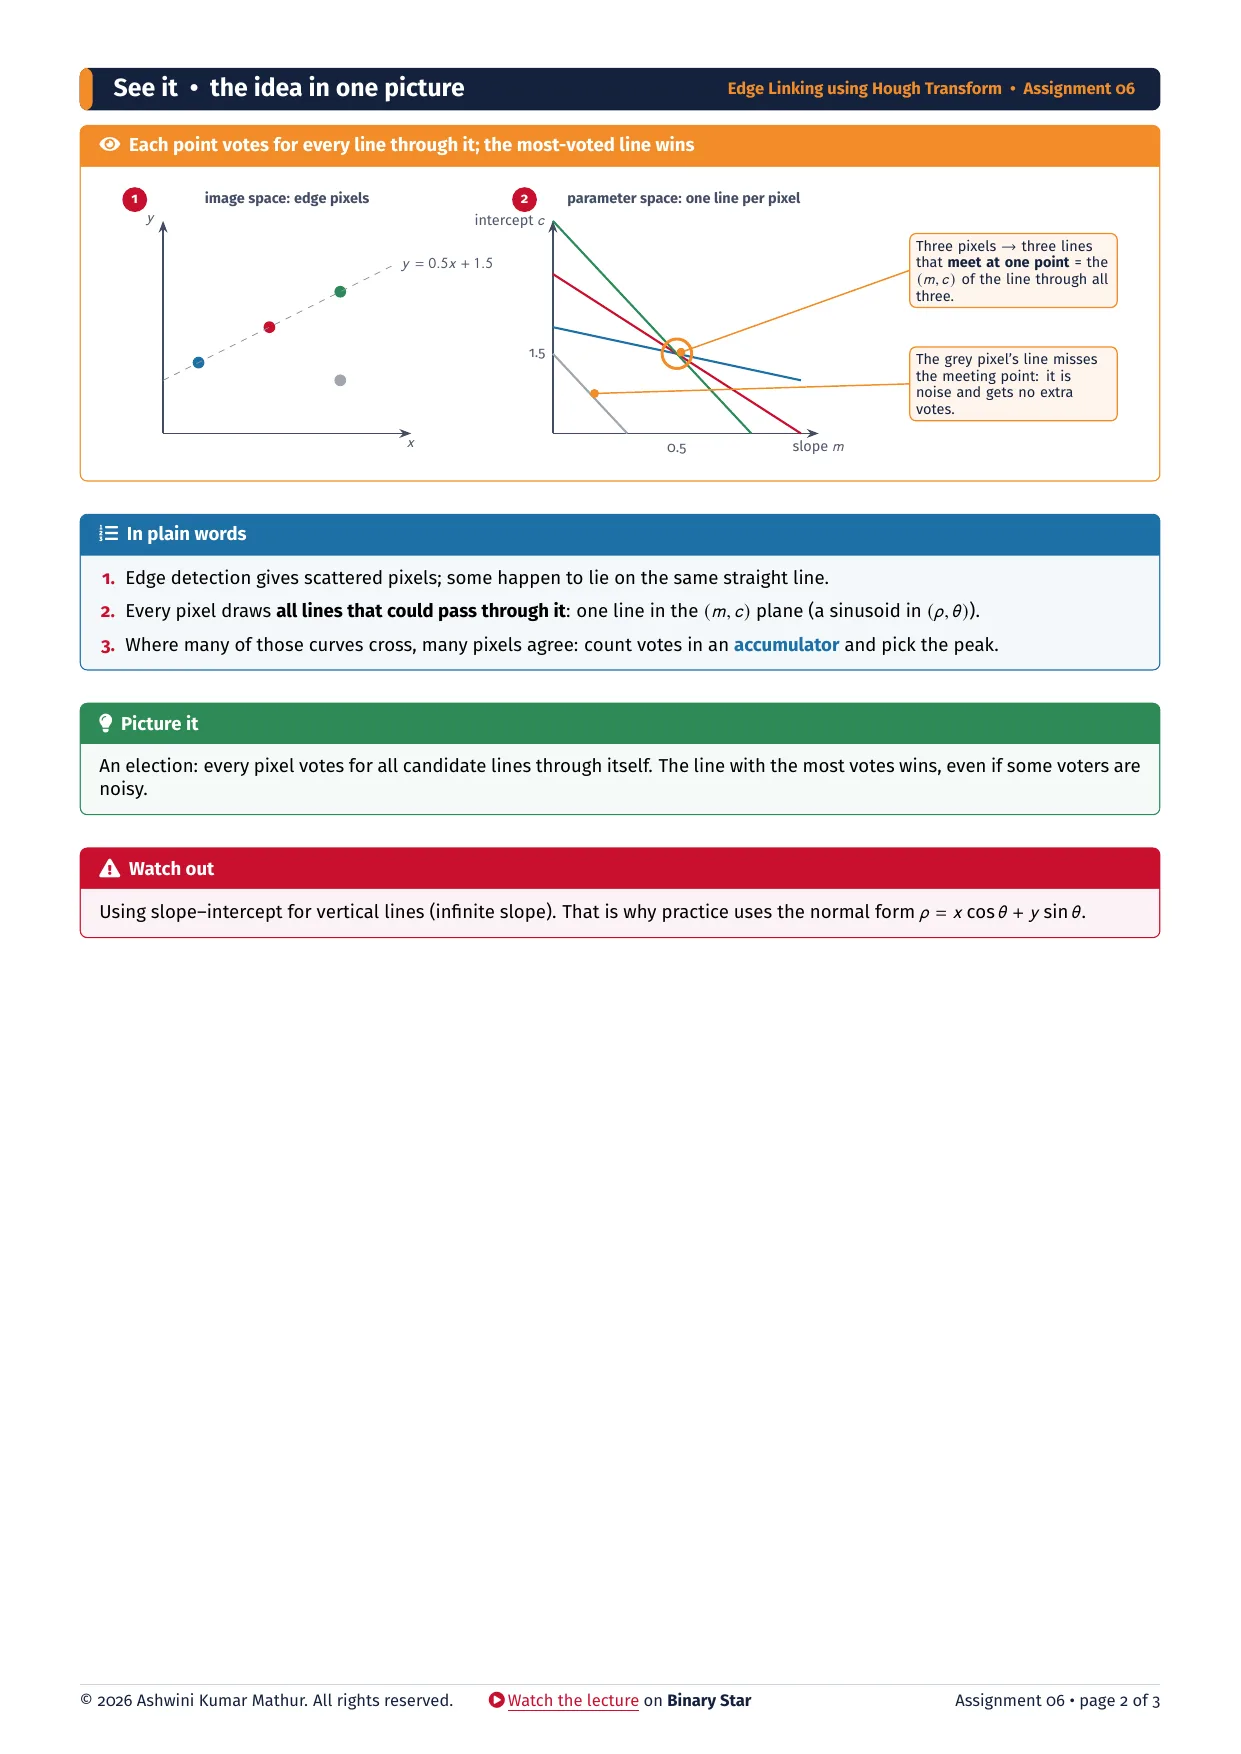 See it • the idea in one picture
Edge Linking using Hough Transform • Assignment 06
Each point votes for every line through it; the most-voted line wins
1
image space: edge pixels
y
y = 0.5x + 1.5
x
2
parameter space: one line per pixel
intercept c
1.5
0.5
slope m
Three pixels → three lines
that meet at one point = the
(m, c) of the line through all
three.
The grey pixel's line misses
the meeting point: it is
noise and gets no extra
votes.
In plain words
1. Edge detection gives scattered pixels; some happen to lie on the same straight line.
2. Every pixel draws all lines that could pass through it: one line in the (m, c) plane (a sinusoid in (ρ, θ)).
3. Where many of those curves cross, many pixels agree: count votes in an accumulator and pick the peak.
Picture it
An election: every pixel votes for all candidate lines through itself. The line with the most votes wins, even if some voters are
noisy.
Watch out
Using slope–intercept for vertical lines (infinite slope). That is why practice uses the normal form ρ = x cos θ + y sin θ.
© 2026 Ashwini Kumar Mathur. All rights reserved.
Watch the lecture on Binary Star
Assignment 06 • page 2 of 3